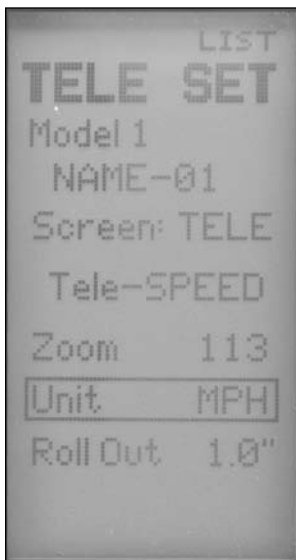 LIST
TELE SET
Model 1
NAME-01
Screen: TELE
Tele-SPEED
Zoom 113
Unit MPH
Roll Out 1.0"